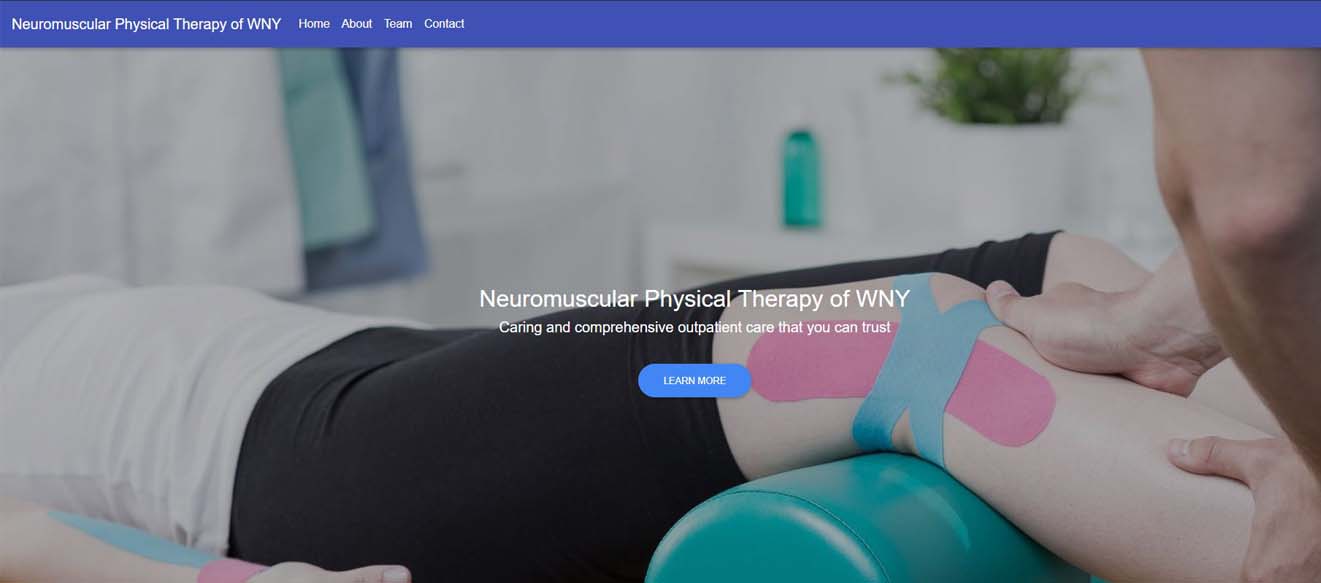 Neuromuscular Physical Therapy of WNY Home About Team Contact
Neuromuscular Physical Therapy of WNY
Caring and comprehensive outpatient care that you can trust
LEARN MORE